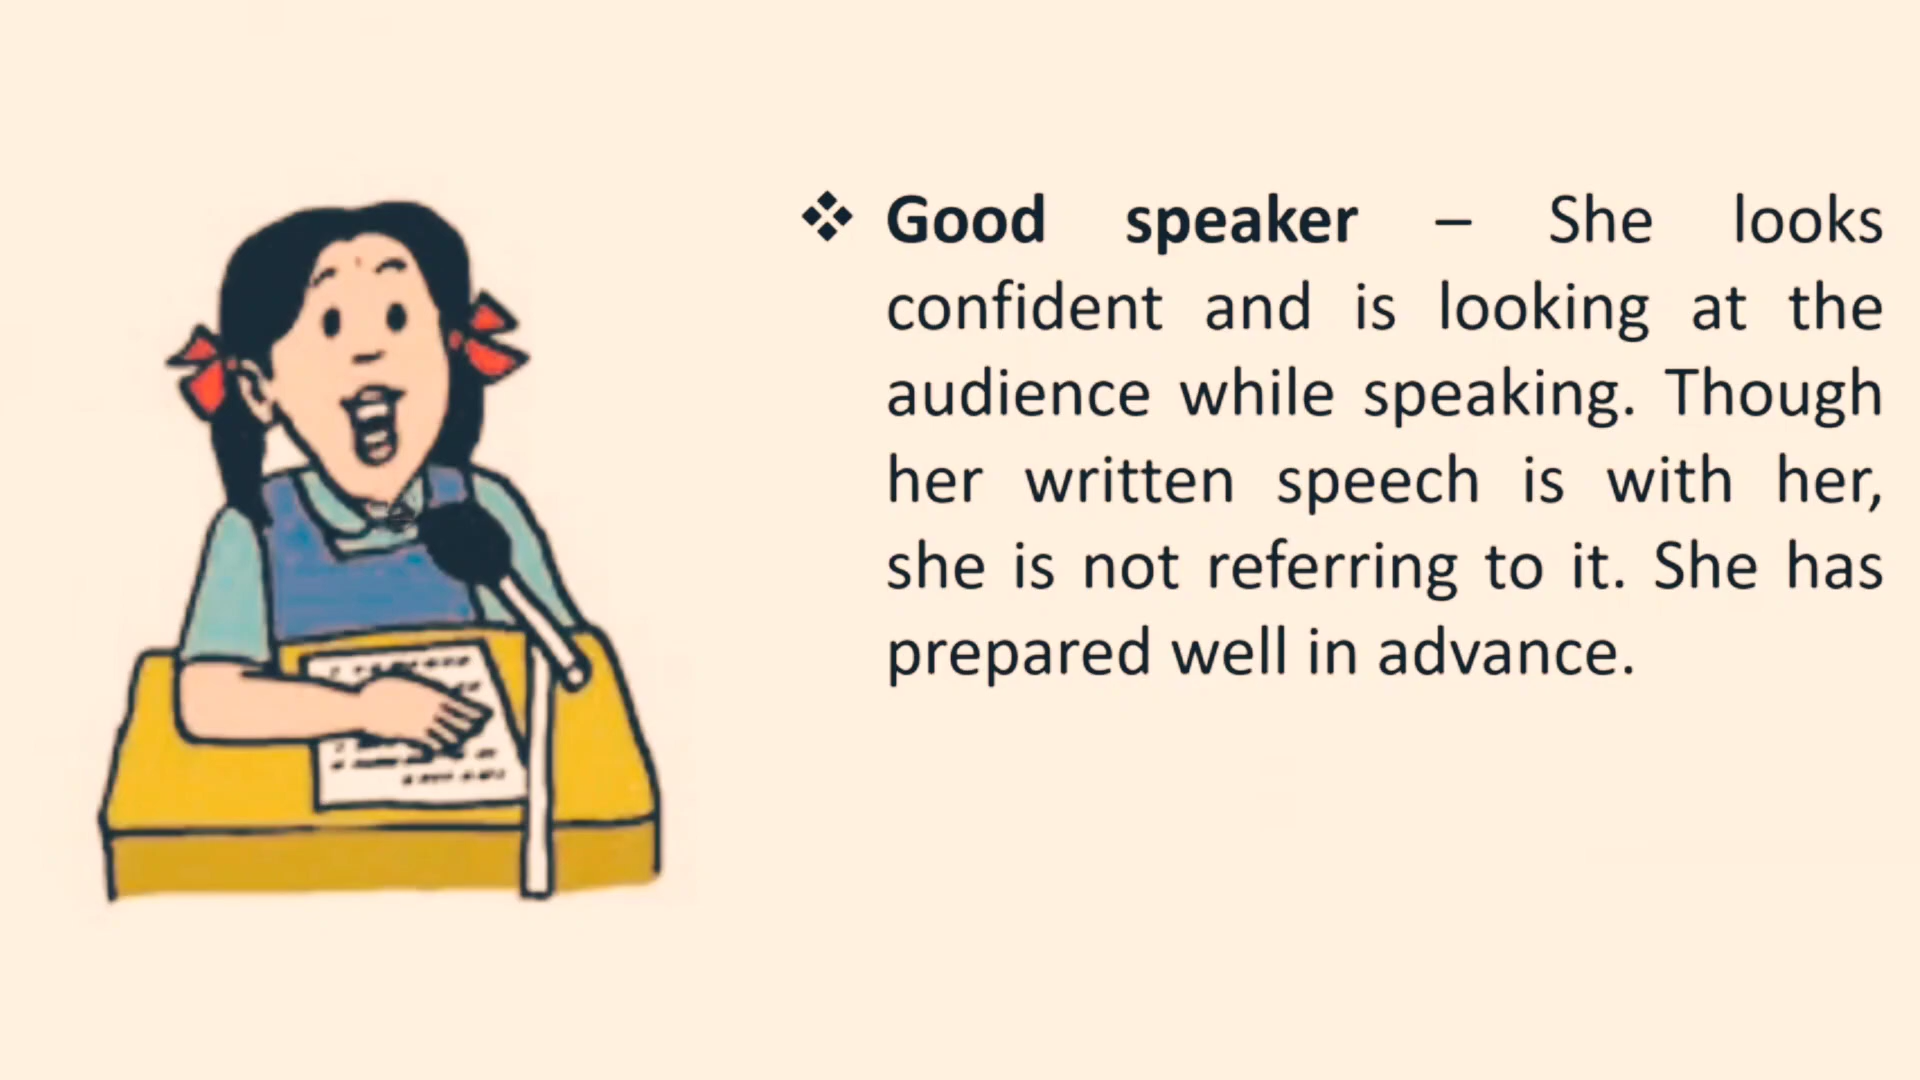 ❖ Good speaker – She looks
confident and is looking at the
audience while speaking. Though
her written speech is with her,
she is not referring to it. She has
prepared well in advance.